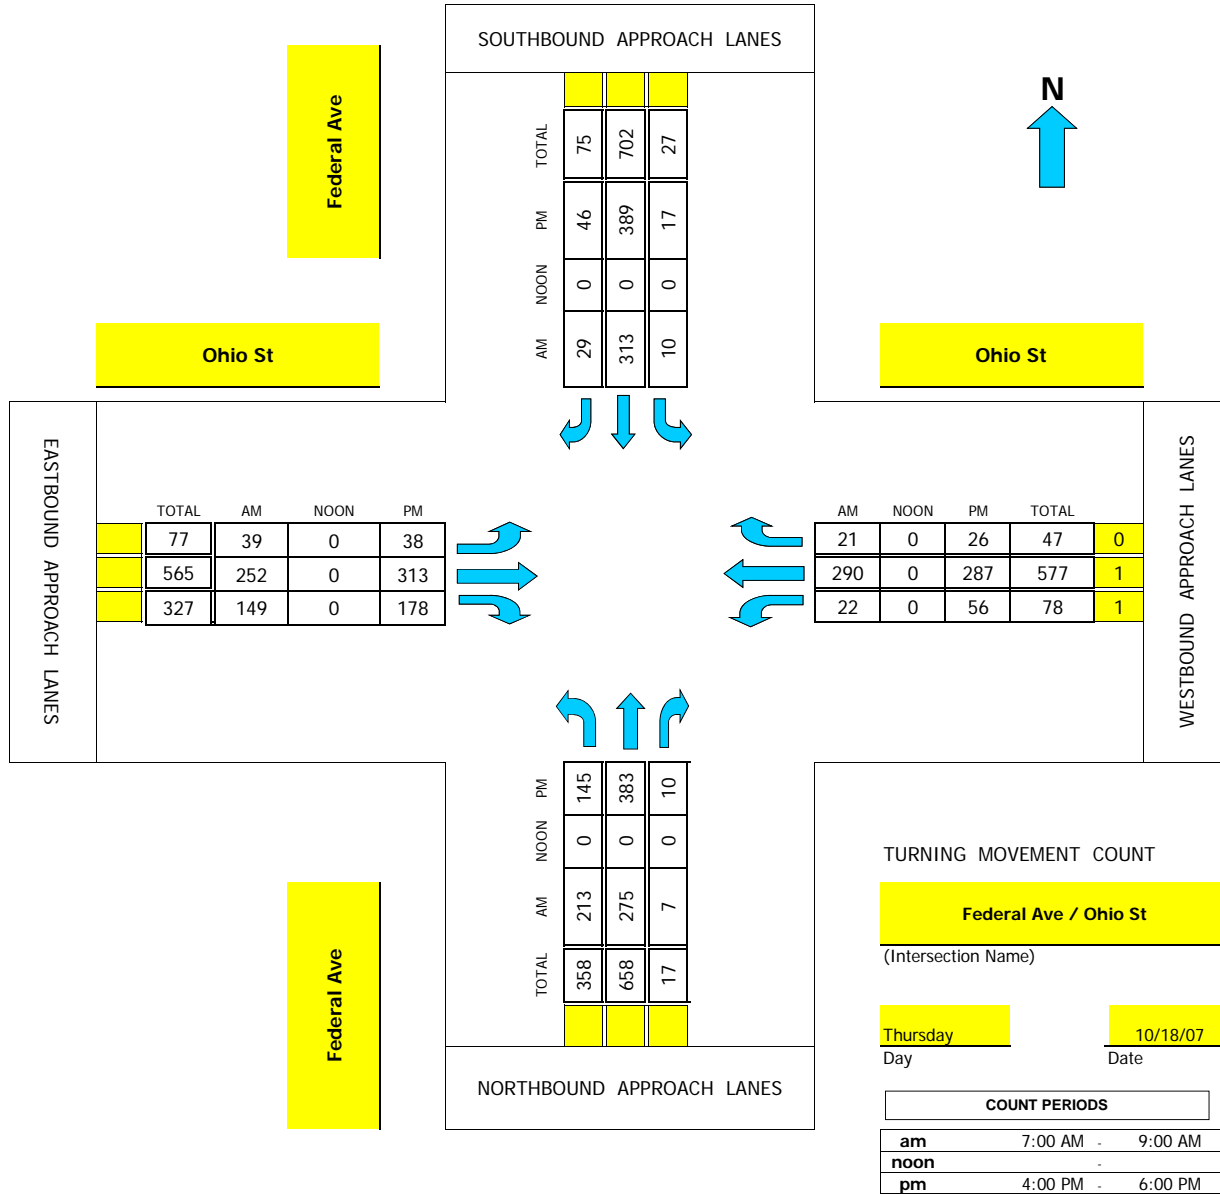 SOUTHBOUND APPROACH LANES
Federal Ave
N
TOTAL 75 702 27
PM 46 389 17
NOON 0 0 0
AM 29 313 10
Ohio St
Ohio St
EASTBOUND APPROACH LANES
TOTAL AM NOON PM
77 39 0 38
565 252 0 313
327 149 0 178
AM NOON PM TOTAL
21 0 26 47 0
290 0 287 577 1
22 0 56 78 1
WESTBOUND APPROACH LANES
PM 145 383 10
NOON 0 0 0
AM 213 275 7
TOTAL 358 658 17
Federal Ave
NORTHBOUND APPROACH LANES
TURNING MOVEMENT COUNT
Federal Ave / Ohio St
(Intersection Name)
Thursday 10/18/07
Day Date
COUNT PERIODS
am 7:00 AM - 9:00 AM
noon -
pm 4:00 PM - 6:00 PM